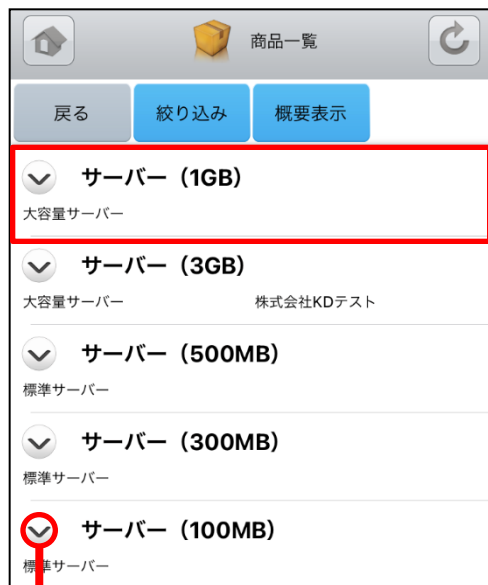 商品一覧
戻る 絞り込み 概要表示
サーバー（1GB）
大容量サーバー
サーバー（3GB）
大容量サーバー 株式会社KDテスト
サーバー（500MB）
標準サーバー
サーバー（300MB）
標準サーバー
サーバー（100MB）
標準サーバー